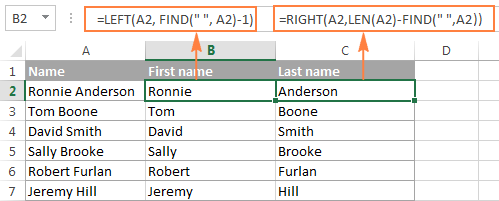 B2 =LEFT(A2, FIND(" ", A2)-1) =RIGHT(A2,LEN(A2)-FIND(" ",A2))
A B C D E
1 Name First name Last name
2 Ronnie Anderson Ronnie Anderson
3 Tom Boone Tom Boone
4 David Smith David Smith
5 Sally Brooke Sally Brooke
6 Robert Furlan Robert Furlan
7 Jeremy Hill Jeremy Hill